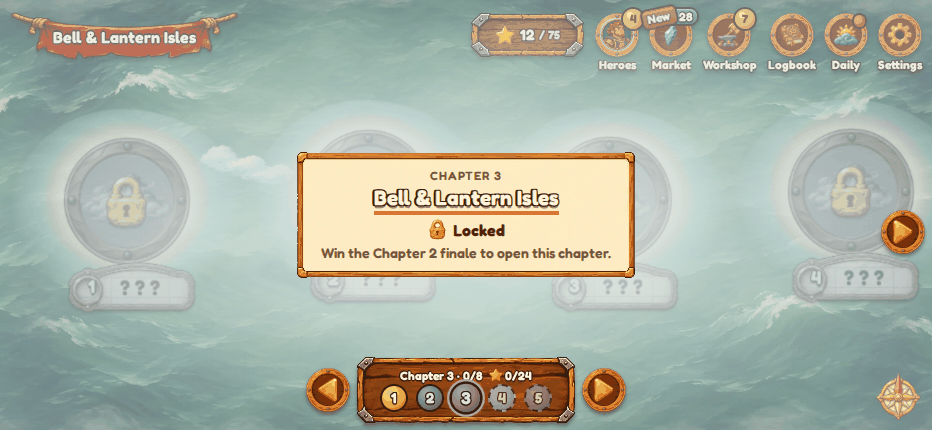 Bell & Lantern Isles
12 / 75
4
New
28
7
Heroes
Market
Workshop
Logbook
Daily
Settings
CHAPTER 3
Bell & Lantern Isles
Locked
Win the Chapter 2 finale to open this chapter.
1 ???
2 ???
3 ???
4 ???
Chapter 3 · 0/8 0/24
1 2 3 4 5